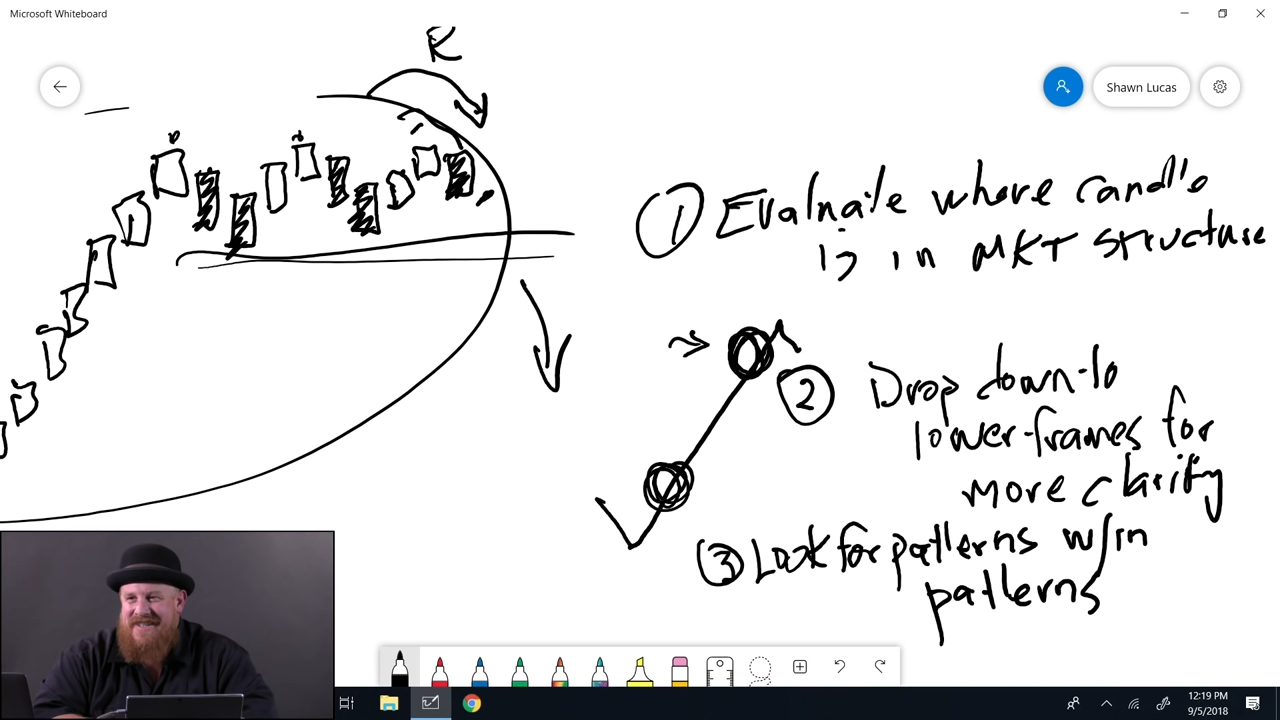 Microsoft Whiteboard
R
Shawn Lucas
① Evaluate where candle
is in MKT structure
② Drop down to
lower-frames for
more clarity
③ Look for patterns w/in
patterns
12:19 PM
9/5/2018